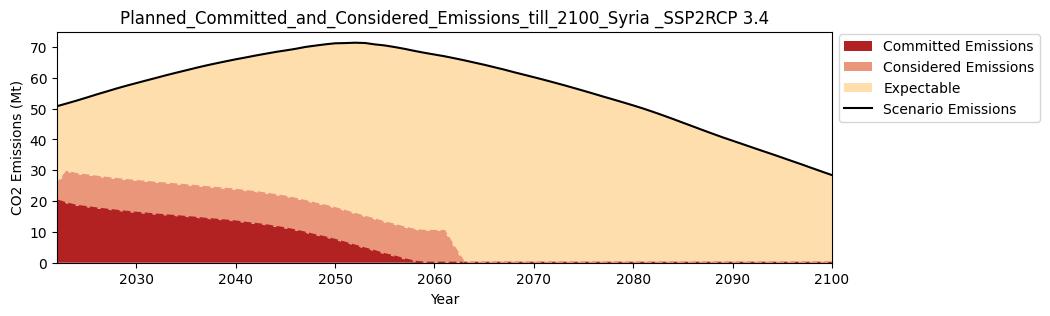 Planned_Committed_and_Considered_Emissions_till_2100_Syria _SSP2RCP 3.4
CO2 Emissions (Mt)
70
60
50
40
30
20
10
0
2030 2040 2050 2060 2070 2080 2090 2100
Year
Committed Emissions
Considered Emissions
Expectable
Scenario Emissions